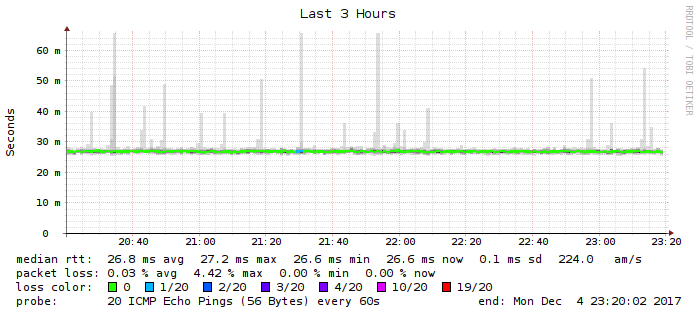 Last 3 Hours
RRDTOOL / TOBI OETIKER
Seconds
60 m
50 m
40 m
30 m
20 m
10 m
0
20:40 21:00 21:20 21:40 22:00 22:20 22:40 23:00 23:20
median rtt: 26.8 ms avg 27.2 ms max 26.6 ms min 26.6 ms now 0.1 ms sd 224.0 am/s
packet loss: 0.03 % avg 4.42 % max 0.00 % min 0.00 % now
loss color: 0 1/20 2/20 3/20 4/20 10/20 19/20
probe: 20 ICMP Echo Pings (56 Bytes) every 60s end: Mon Dec 4 23:20:02 2017